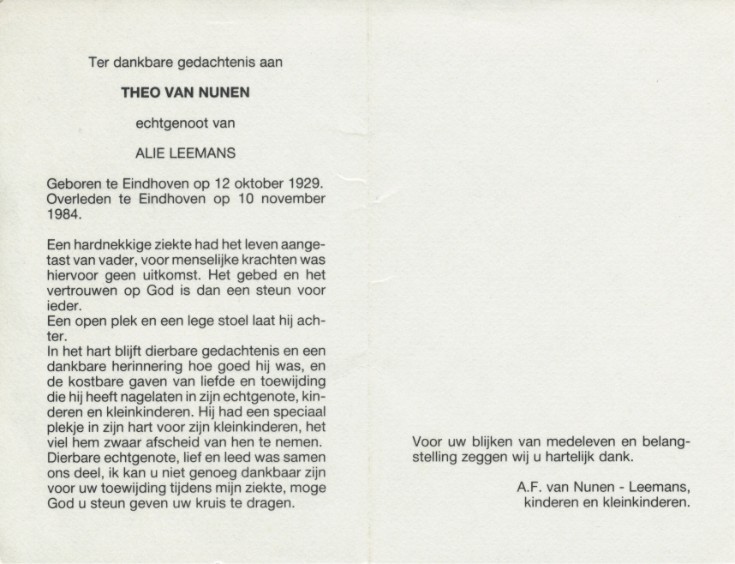 Ter dankbare gedachtenis aan
THEO VAN NUNEN
echtgenoot van
ALIE LEEMANS
Geboren te Eindhoven op 12 oktober 1929.
Overleden te Eindhoven op 10 november
1984.
Een hardnekkige ziekte had het leven aange-
tast van vader, voor menselijke krachten was
hiervoor geen uitkomst. Het gebed en het
vertrouwen op God is dan een steun voor
ieder.
Een open plek en een lege stoel laat hij ach-
ter.
In het hart blijft dierbare gedachtenis en een
dankbare herinnering hoe goed hij was, en
de kostbare gaven van liefde en toewijding
die hij heeft nagelaten in zijn echtgenote, kin-
deren en kleinkinderen. Hij had een speciaal
plekje in zijn hart voor zijn kleinkinderen, het
viel hem zwaar afscheid van hen te nemen.
Dierbare echtgenote, lief en leed was samen
ons deel, ik kan u niet genoeg dankbaar zijn
voor uw toewijding tijdens mijn ziekte, moge
God u steun geven uw kruis te dragen.
Voor uw blijken van medeleven en belang-
stelling zeggen wij u hartelijk dank.
A.F. van Nunen - Leemans,
kinderen en kleinkinderen.